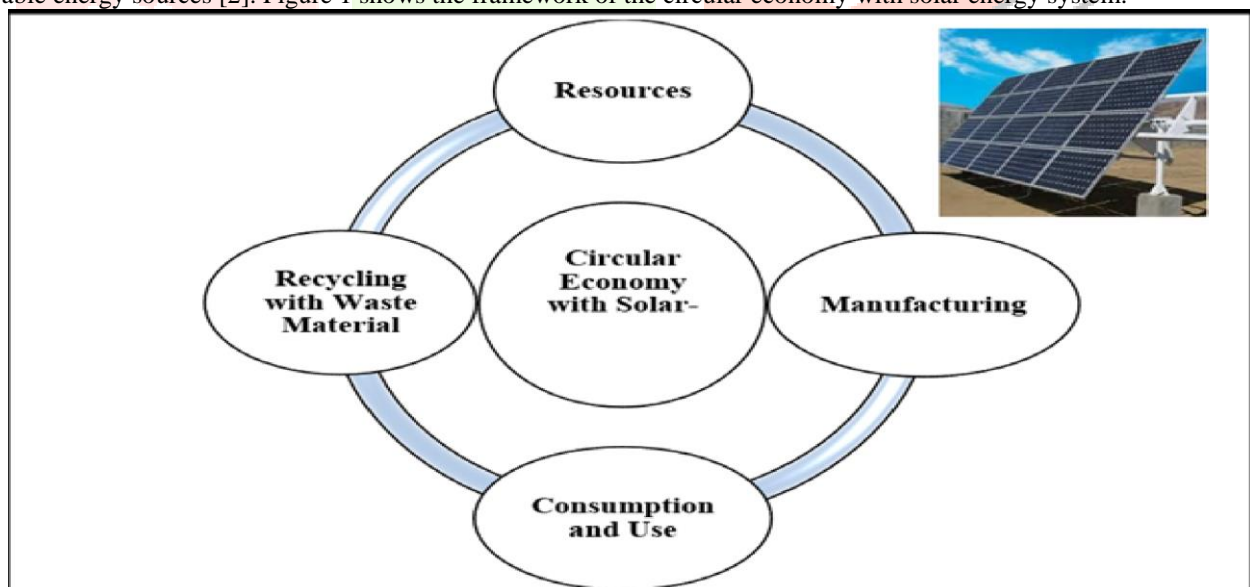 able energy sources [2]. Figure 1 shows the framework of the circular economy with solar energy system.
Resources
Circular
Economy
with Solar-
Recycling
with Waste
Material
Manufacturing
Consumption
and Use